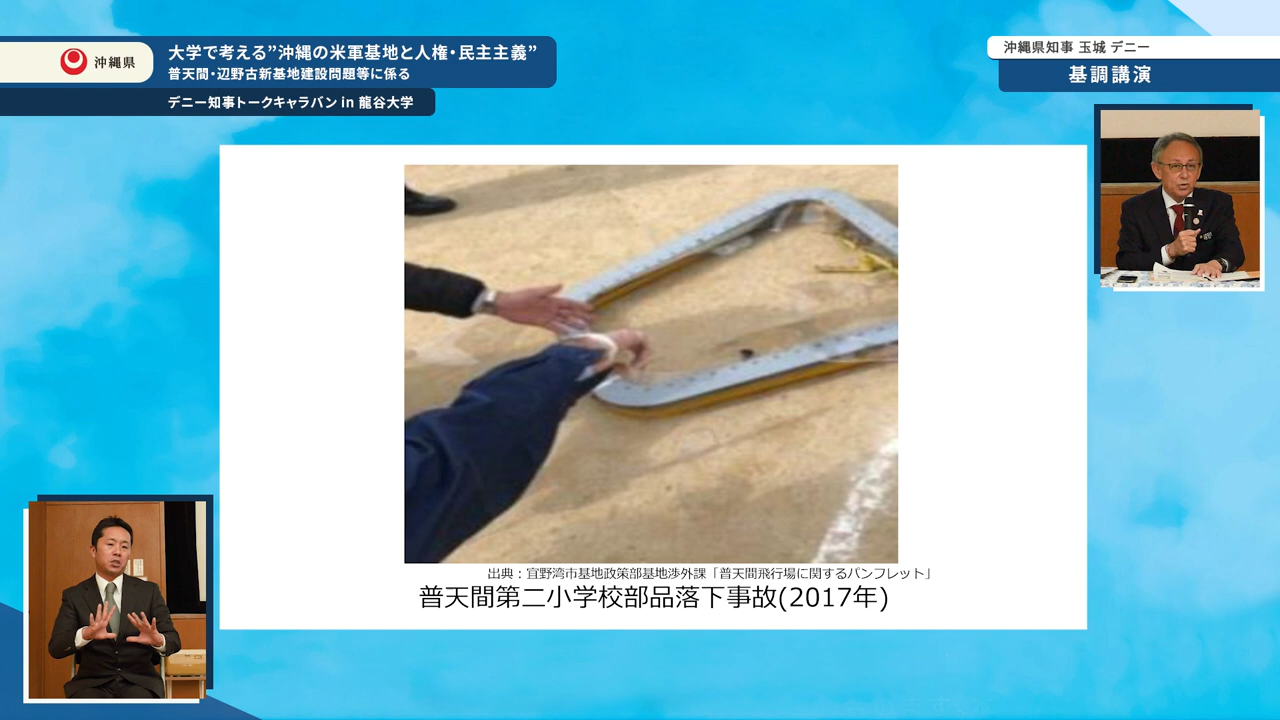 沖縄県
大学で考える”沖縄の米軍基地と人権・民主主義”
普天間・辺野古新基地建設問題等に係る
デニー知事トークキャラバン in 龍谷大学
沖縄県知事 玉城 デニー
基調講演
出典：宜野湾市基地政策部基地渉外課「普天間飛行場に関するパンフレット」
普天間第二小学校部品落下事故(2017年)